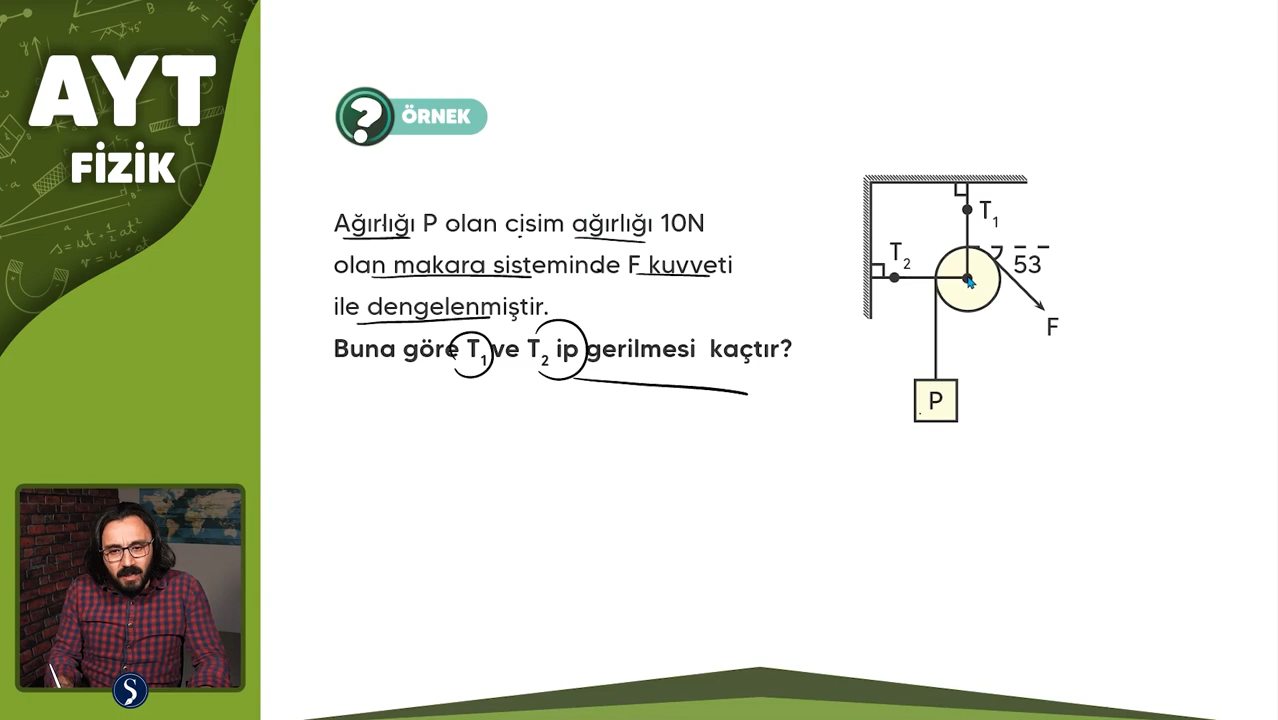 AYT
FİZİK
ÖRNEK
Ağırlığı P olan cisim ağırlığı 10N
olan makara sisteminde F kuvveti
ile dengelenmiştir.
Buna göre T1 ve T2 ip gerilmesi kaçtır?
T1
T2
53
F
P
Ş